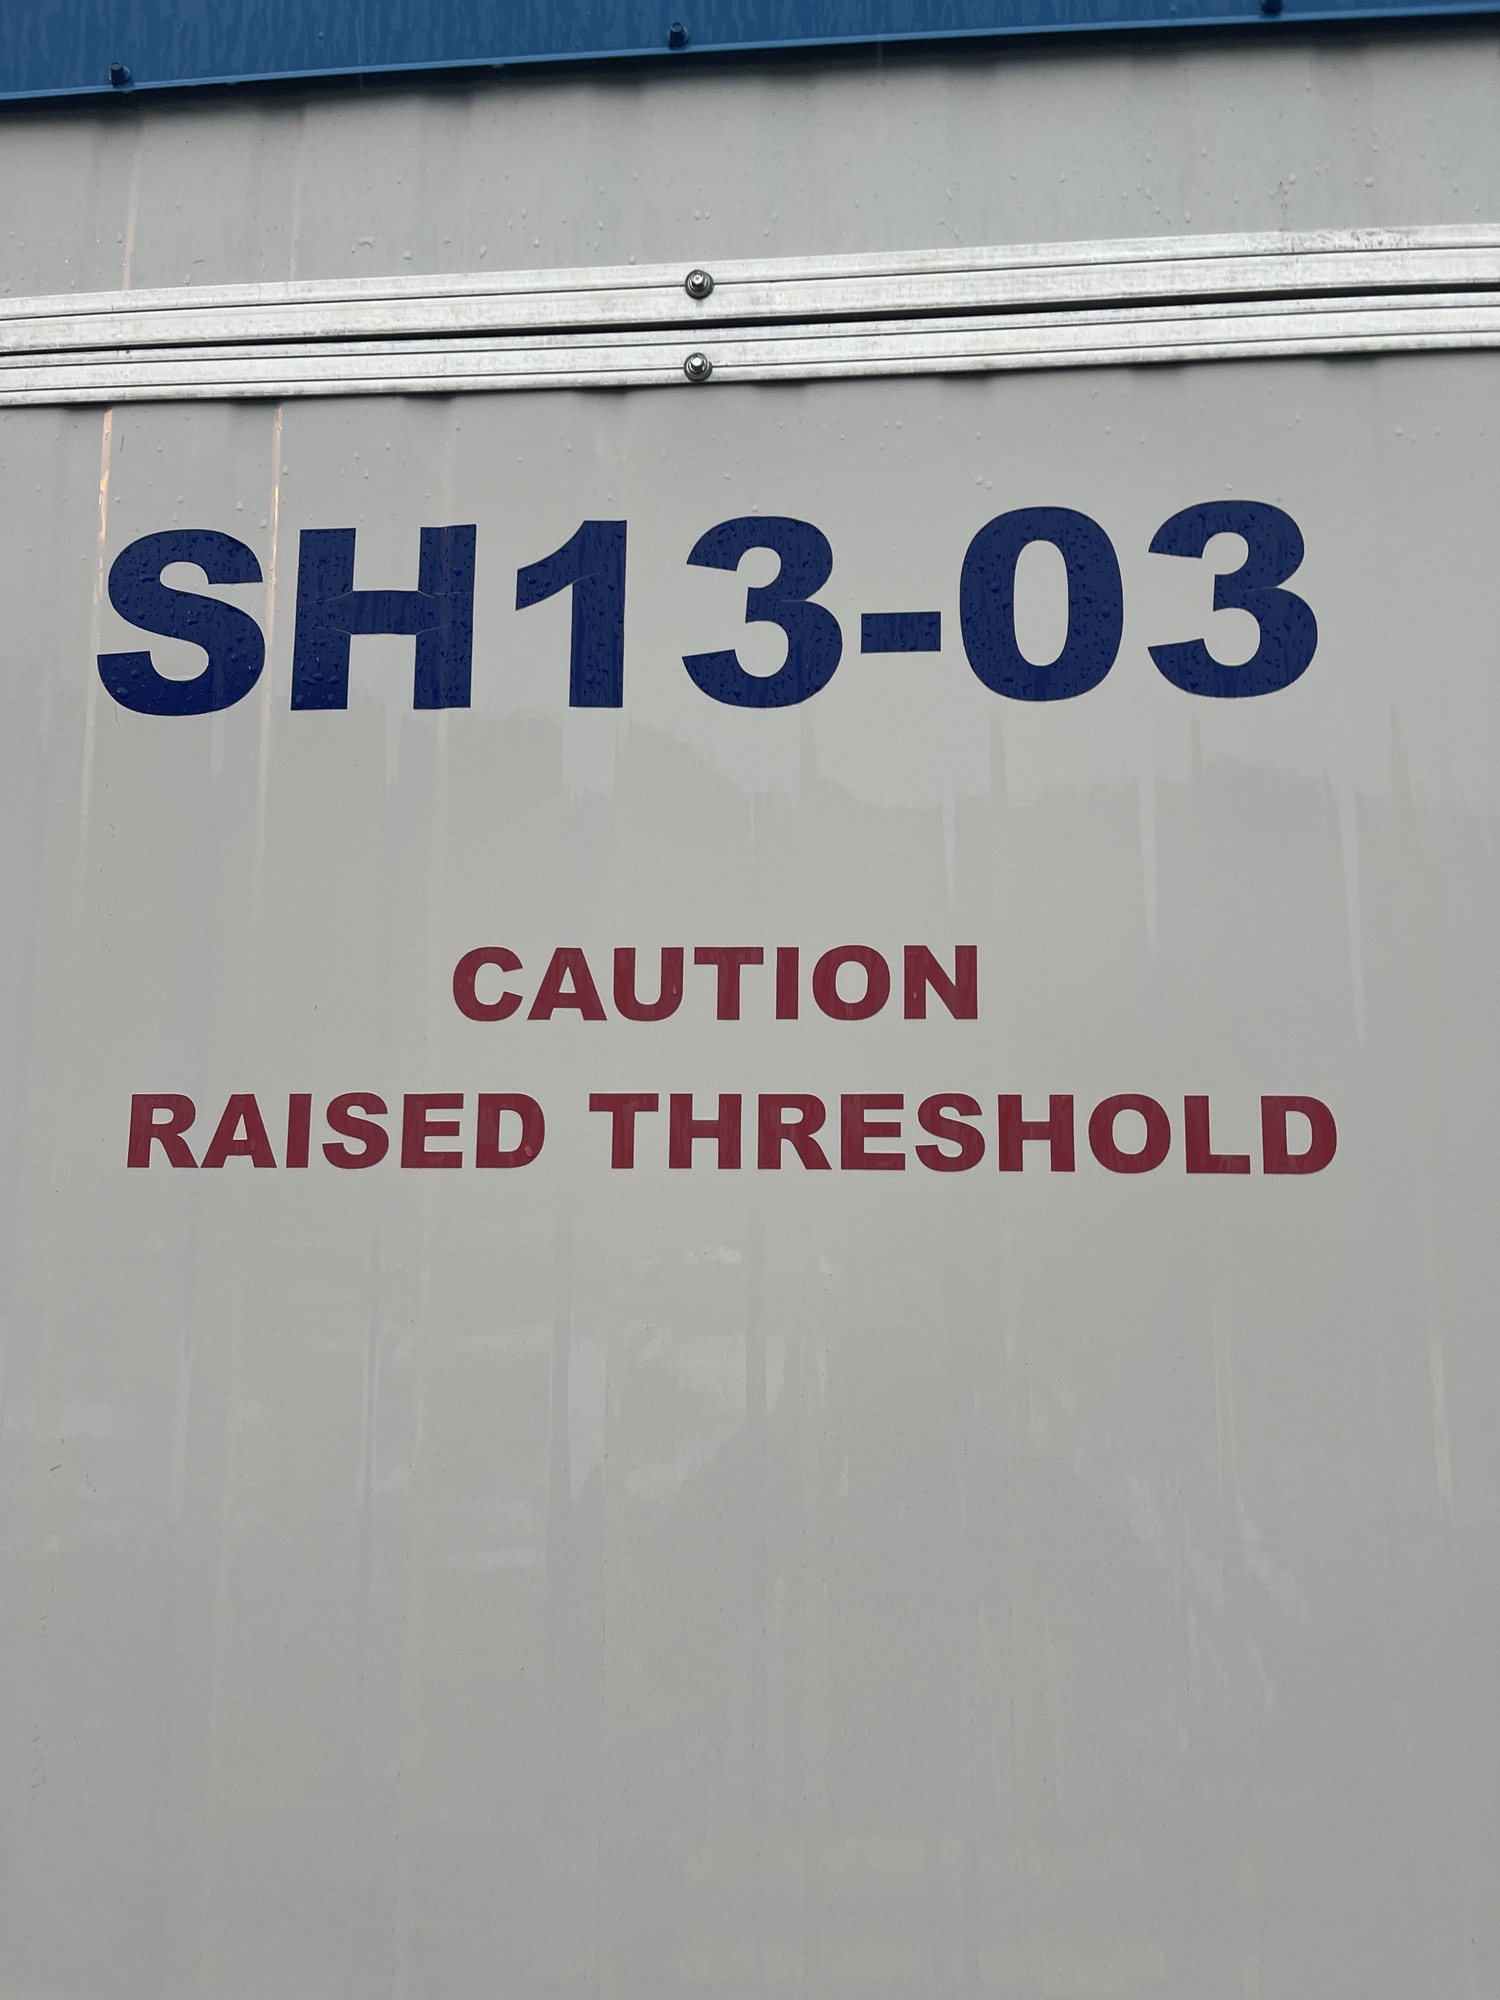 SH13-03
CAUTION
RAISED THRESHOLD